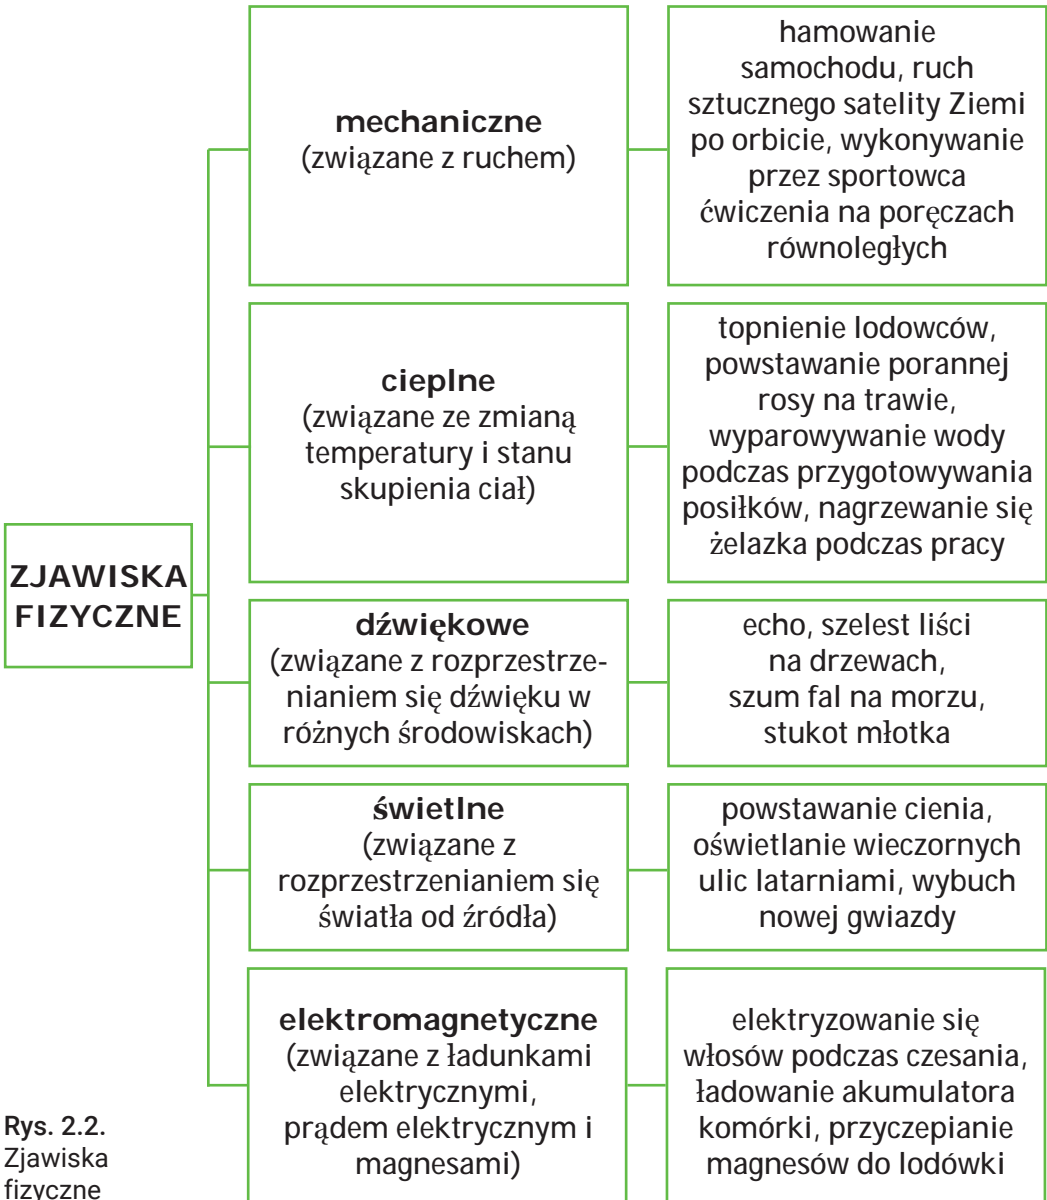 mechaniczne
(związane z ruchem)
hamowanie
samochodu, ruch
sztucznego satelity Ziemi
po orbicie, wykonywanie
przez sportowca
ćwiczenia na poręczach
równoległych
cieplne
(związane ze zmianą
temperatury i stanu
skupienia ciał)
topnienie lodowców,
powstawanie porannej
rosy na trawie,
wyparowywanie wody
podczas przygotowywania
posiłków, nagrzewanie się
żelazka podczas pracy
ZJAWISKA
FIZYCZNE
dźwiękowe
(związane z rozprzestrze-
nianiem się dźwięku w
różnych środowiskach)
echo, szelest liści
na drzewach,
szum fal na morzu,
stukot młotka
świetlne
(związane z
rozprzestrzenianiem się
światła od źródła)
powstawanie cienia,
oświetlanie wieczornych
ulic latarniami, wybuch
nowej gwiazdy
elektromagnetyczne
(związane z ładunkami
elektrycznymi,
prądem elektrycznym i
magnesami)
elektryzowanie się
włosów podczas czesania,
ładowanie akumulatora
komórki, przyczepianie
magnesów do lodówki
Rys. 2.2.
Zjawiska
fizyczne